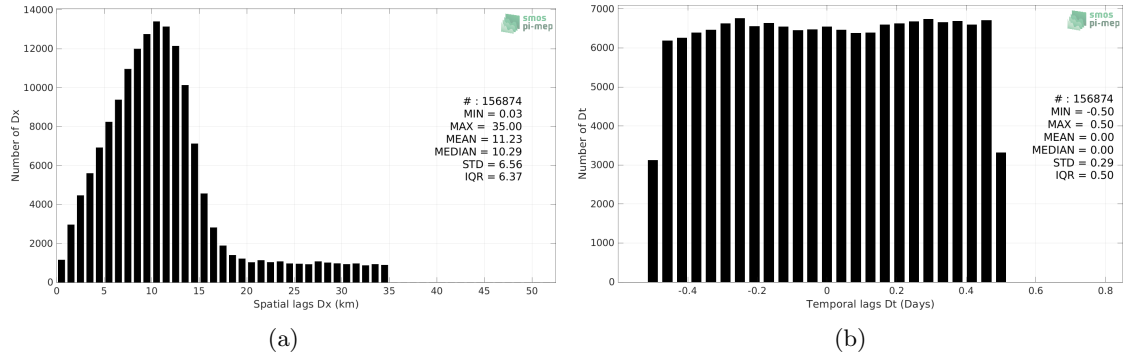 14000
12000
10000
8000
6000
4000
2000
0
Number of Dx
smos
pi-mep
# : 156874
MIN = 0.03
MAX = 35.00
MEAN = 11.23
MEDIAN = 10.29
STD = 6.56
IQR = 6.37
0 5 10 15 20 25 30 35 40 45 50
Spatial lags Dx (km)
(a)
7000
6000
5000
4000
3000
2000
1000
0
Number of Dt
smos
pi-mep
# : 156874
MIN = -0.50
MAX = 0.50
MEAN = 0.00
MEDIAN = 0.00
STD = 0.29
IQR = 0.50
-0.4 -0.2 0 0.2 0.4 0.6 0.8
Temporal lags Dt (Days)
(b)